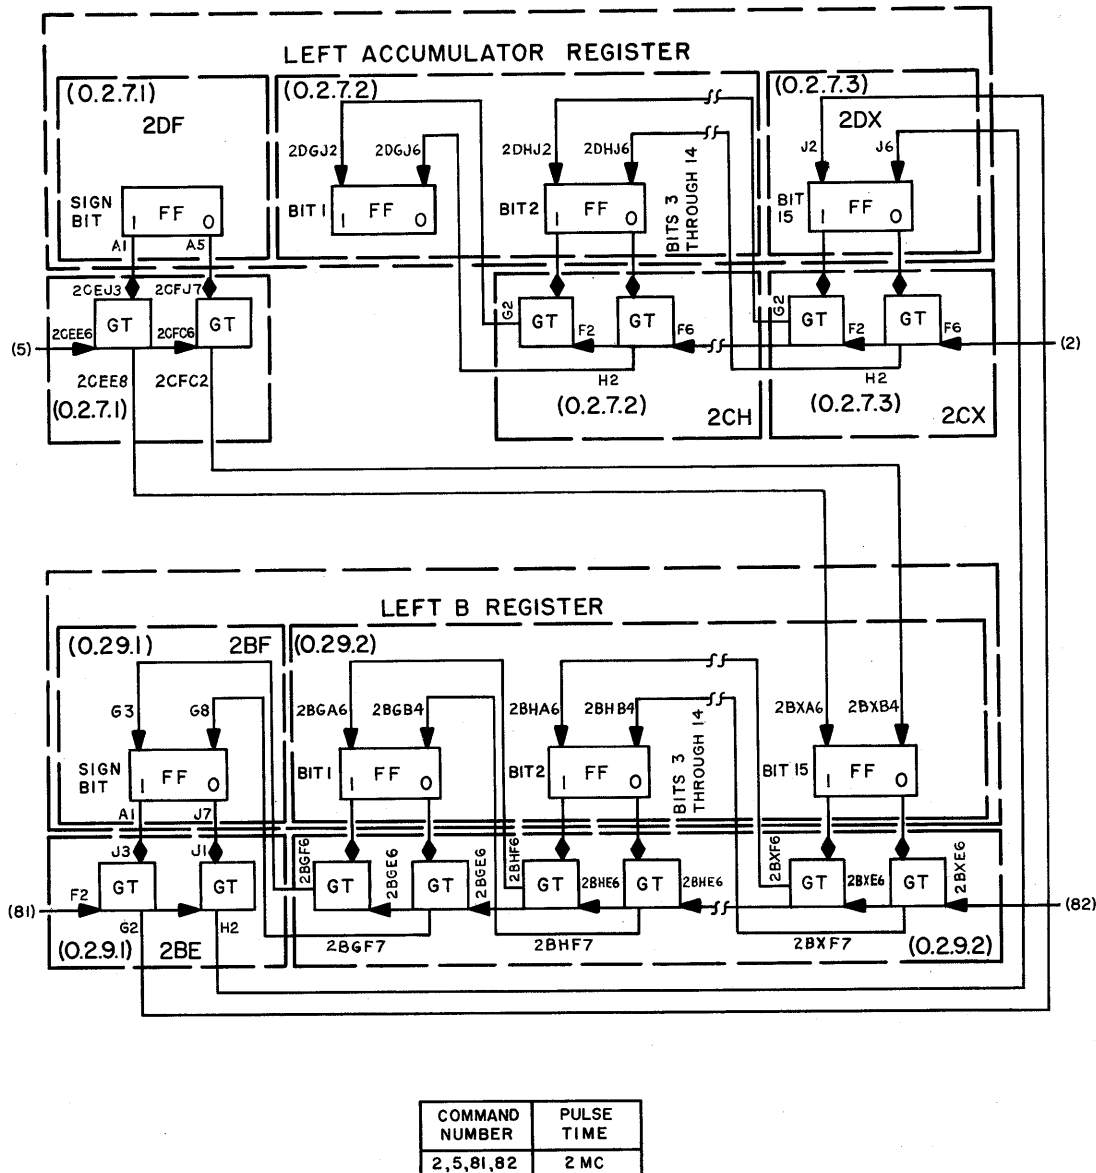 LEFT ACCUMULATOR REGISTER
(0.2.7.1)
2DF
(0.2.7.2)
(0.2.7.3)
2DX
2DGJ2
2DGJ6
2DHJ2
2DHJ6
J2
J6
SIGN
BIT
1 FF 0
A1
A5
BIT 1
1 FF 0
BIT 2
1 FF 0
BITS 3
THROUGH 14
BIT
15
1 FF 0
2CEJ3
2CFJ7
GT
GT
2CEE6
2CFC6
(5)
2CEE8
2CFC2
(0.2.7.1)
G2
GT
F2
GT
F6
H2
(0.2.7.2)
2CH
G2
GT
F2
GT
F6
(2)
H2
(0.2.7.3)
2CX
LEFT B REGISTER
(0.29.1)
2BF
(0.29.2)
G3
G8
2BGA6
2BGB4
2BHA6
2BHB4
2BXA6
2BXB4
SIGN
BIT
1 FF 0
A1
J7
BIT 1
1 FF 0
BIT 2
1 FF 0
BITS 3
THROUGH 14
BIT 15
1 FF 0
J3
J1
F2
GT
GT
(81)
G2
H2
(0.2.9.1)
2BE
2BGF6
GT
2BGE6
GT
2BGE6
2BHF6
GT
2BHE6
GT
2BHE6
2BXF6
GT
2BXE6
GT
2BXE6
(82)
2BGF7
2BHF7
2BXF7
(0.2.9.2)
COMMAND NUMBER
PULSE TIME
2,5,81,82
2 MC